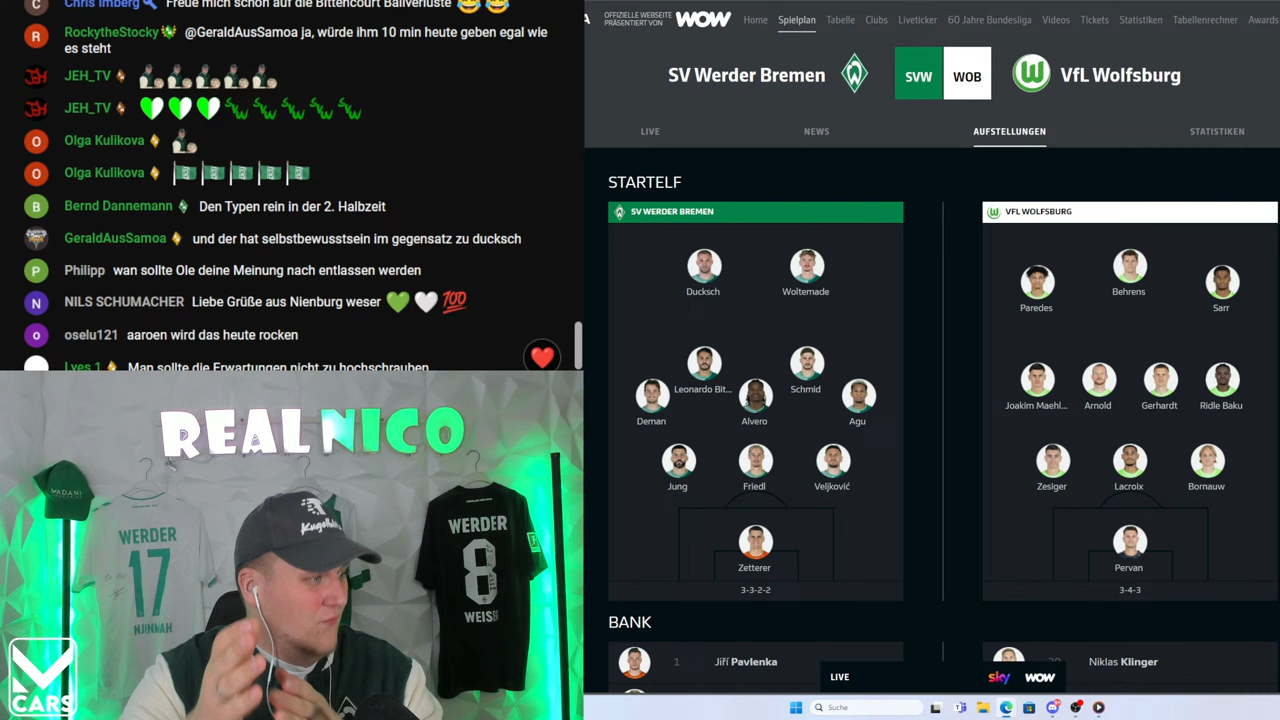 Chris Imberg Freue mich schon auf die Bittencourt Ballverluste
RockytheStocky @GeraldAusSamoa ja, würde ihm 10 min heute geben egal wie
es steht
JEH_TV
JEH_TV
Olga Kulikova
Olga Kulikova
Bernd Dannemann Den Typen rein in der 2. Halbzeit
GeraldAusSamoa und der hat selbstbewusstsein im gegensatz zu ducksch
Philipp wan sollte Ole deine Meinung nach entlassen werden
NILS SCHUMACHER Liebe Grüße aus Nienburg weser 💚 🤍 💯
oselu121 aaroen wird das heute rocken
Lves 1 Man sollte die Erwartungen nicht zu hochschrauben
REALNICO
WERDER
17
NJINMAH
WERDER
8
WEISER
CARS
OFFIZIELLE WEBSEITE
PRÄSENTIERT VON
WOW
Home Spielplan Tabelle Clubs Liveticker 60 Jahre Bundesliga Videos Tickets Statistiken Tabellenrechner Awards
SV Werder Bremen SVW WOB VfL Wolfsburg
LIVE NEWS AUFSTELLUNGEN STATISTIKEN
STARTELF
SV WERDER BREMEN
Ducksch Woltemade
Leonardo Bit... Schmid
Deman Alvero Agu
Jung Friedl Veljković
Zetterer
3-3-2-2
VFL WOLFSBURG
Paredes Behrens Sarr
Joakim Maehl... Arnold Gerhardt Ridle Baku
Zesiger Lacroix Bornauw
Pervan
3-4-3
BANK
1 Jiří Pavlenka
Niklas Klinger
LIVE sky WOW
Suche